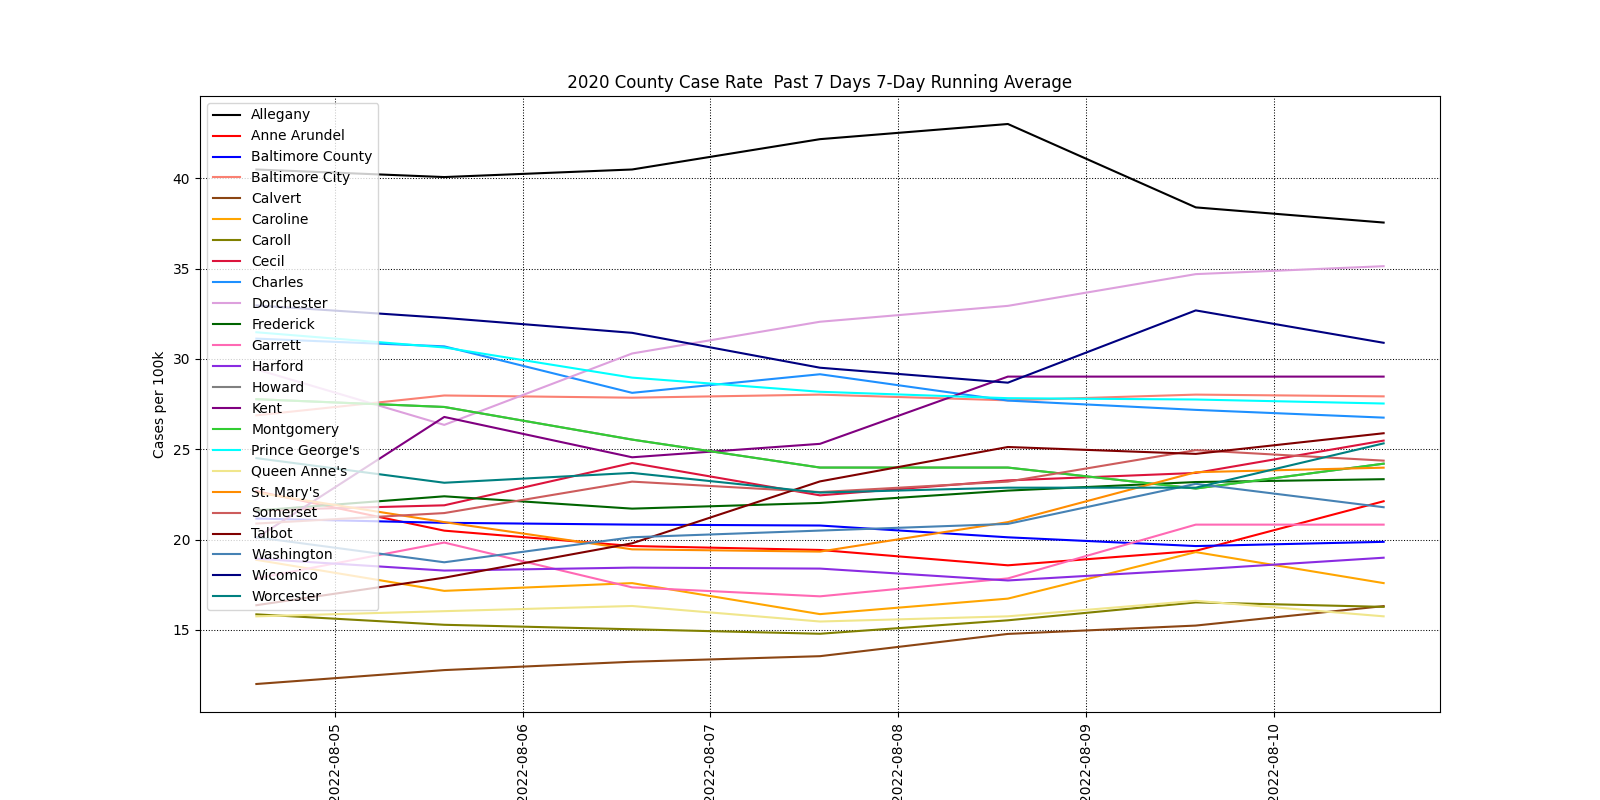 2020 County Case Rate  Past 7 Days 7-Day Running Average
Allegany
Anne Arundel
Baltimore County
Baltimore City
Calvert
Caroline
Caroll
Cecil
Charles
Dorchester
Frederick
Garrett
Harford
Howard
Kent
Montgomery
Prince George's
Queen Anne's
St. Mary's
Somerset
Talbot
Washington
Wicomico
Worcester
Cases per 100k
40
35
30
25
20
15
2022-08-05
2022-08-06
2022-08-07
2022-08-08
2022-08-09
2022-08-10